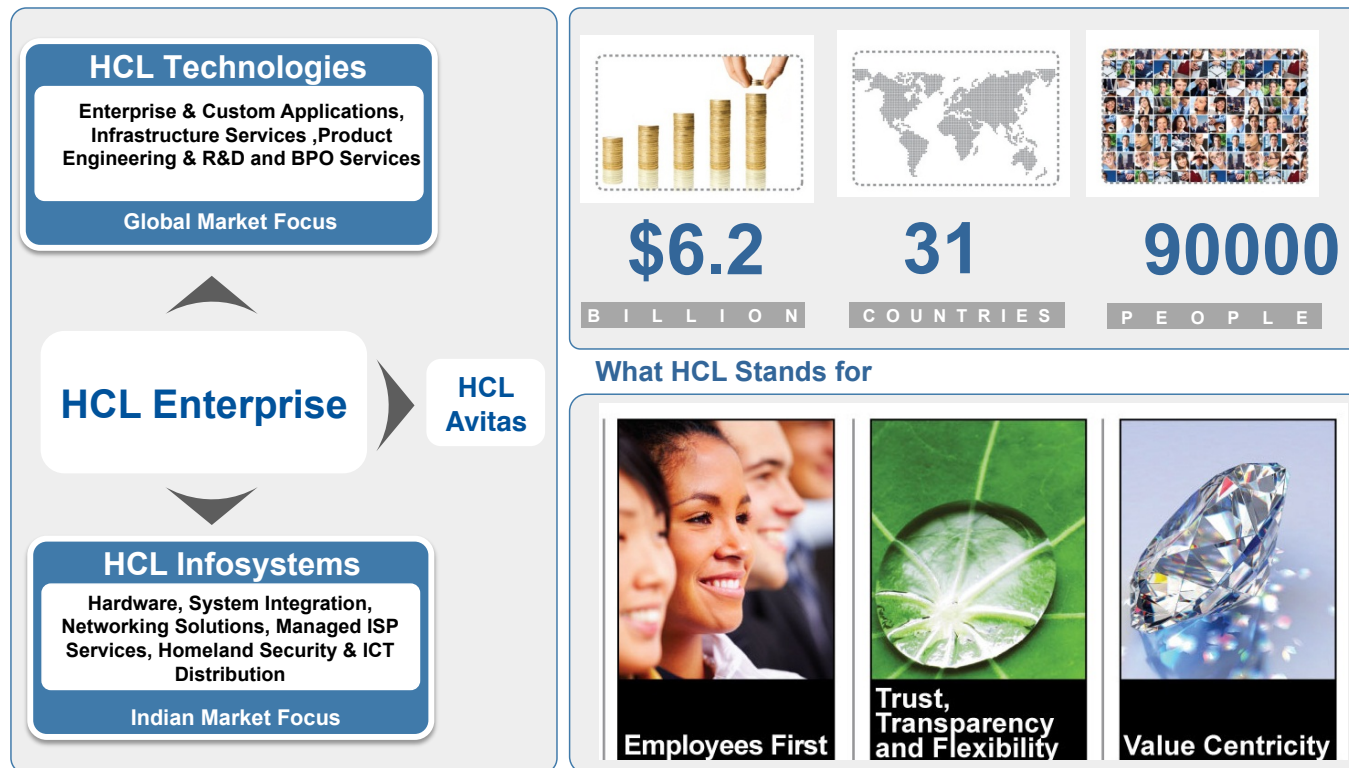 HCL Technologies
Enterprise & Custom Applications,
Infrastructure Services ,Product
Engineering & R&D and BPO Services
Global Market Focus
HCL Enterprise
HCL
Avitas
HCL Infosystems
Hardware, System Integration,
Networking Solutions, Managed ISP
Services, Homeland Security & ICT
Distribution
Indian Market Focus
$6.2
BILLION
31
COUNTRIES
90000
PEOPLE
What HCL Stands for
Employees First
Trust,
Transparency
and Flexibility
Value Centricity